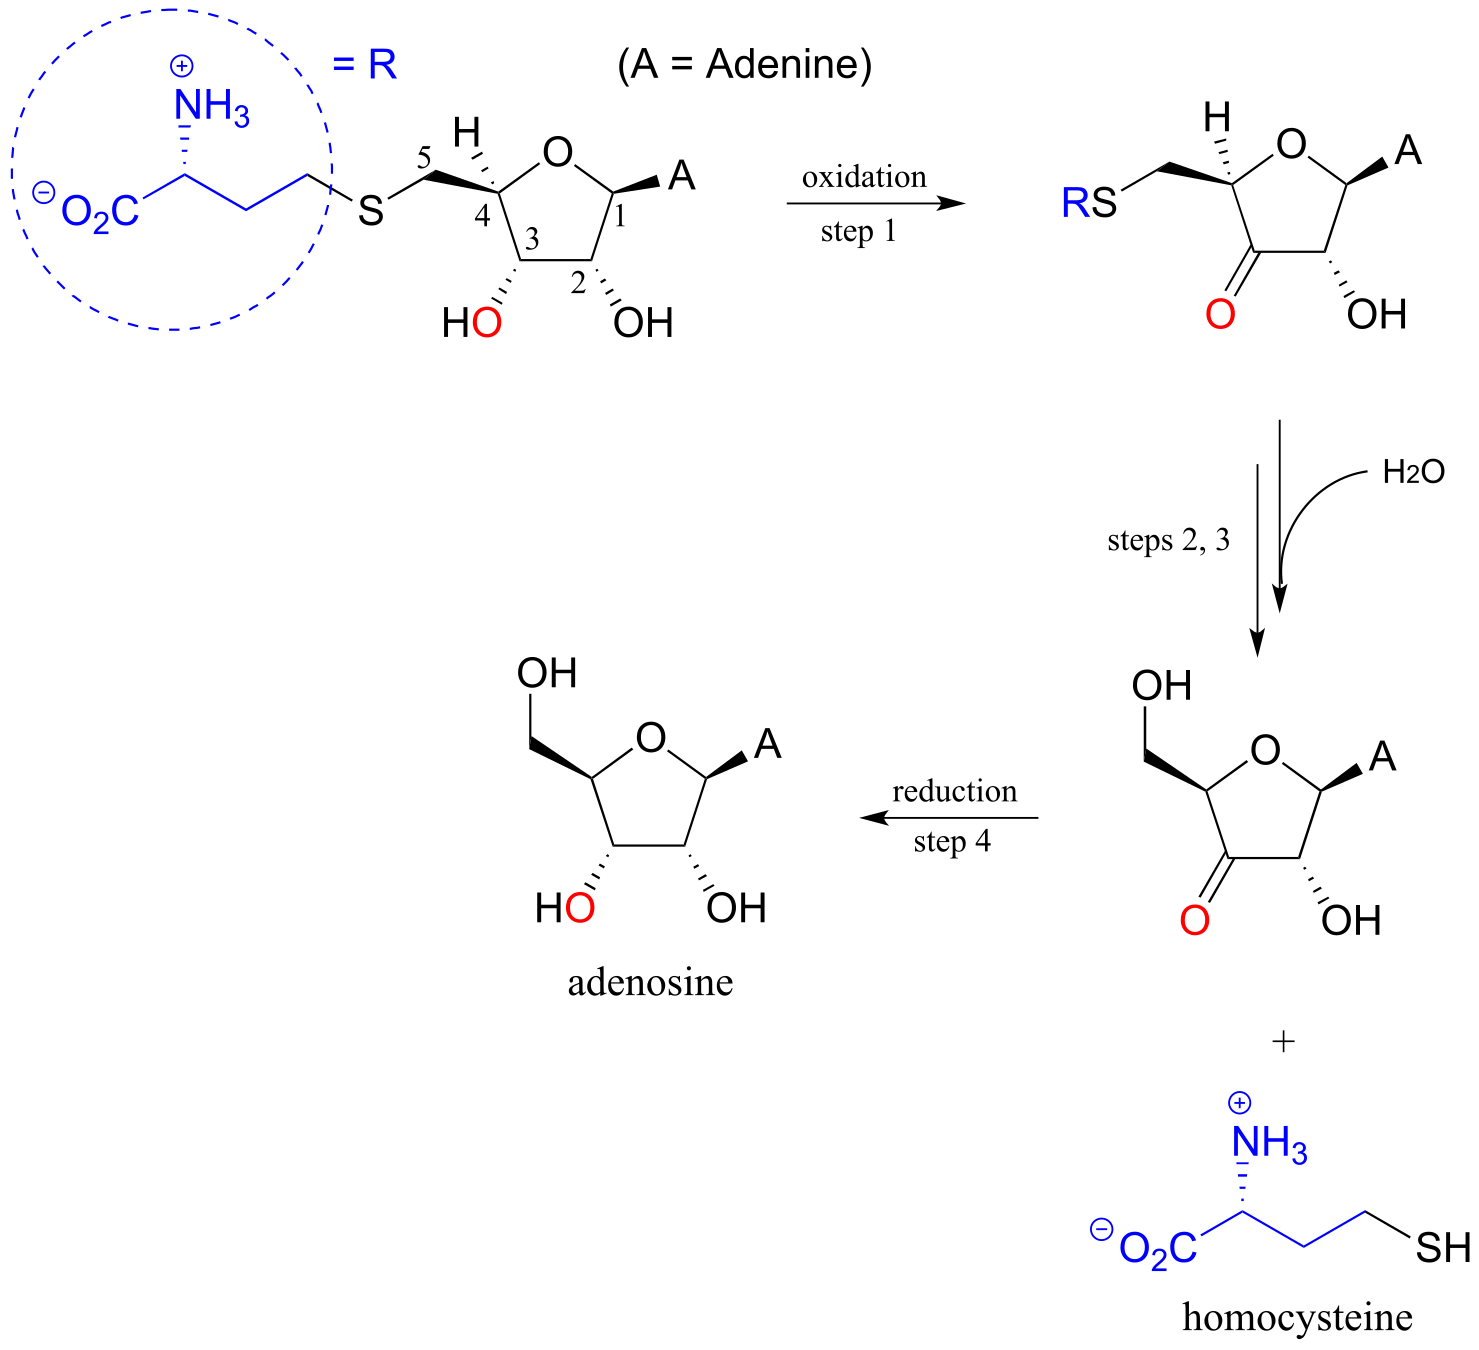 = R
(A = Adenine)
⊕
NH3
⊖
O2C
S
5
H
4
O
1
A
3
2
HO
OH
oxidation
step 1
H
O
A
RS
O
OH
H2O
steps 2, 3
OH
O
A
HO
OH
adenosine
reduction
step 4
OH
O
A
O
OH
+
⊕
NH3
⊖
O2C
SH
homocysteine